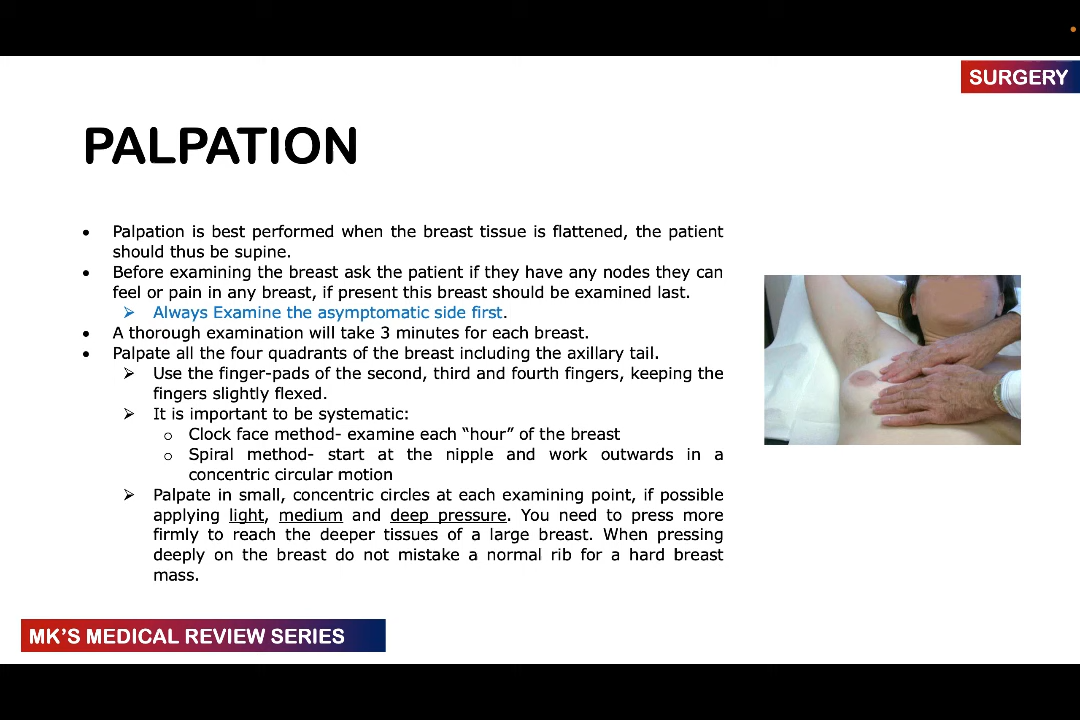 SURGERY
PALPATION
• Palpation is best performed when the breast tissue is flattened, the patient
should thus be supine.
• Before examining the breast ask the patient if they have any nodes they can
feel or pain in any breast, if present this breast should be examined last.
➢ Always Examine the asymptomatic side first.
• A thorough examination will take 3 minutes for each breast.
• Palpate all the four quadrants of the breast including the axillary tail.
➢ Use the finger-pads of the second, third and fourth fingers, keeping the
fingers slightly flexed.
➢ It is important to be systematic:
o Clock face method- examine each “hour” of the breast
o Spiral method- start at the nipple and work outwards in a
concentric circular motion
➢ Palpate in small, concentric circles at each examining point, if possible
applying light, medium and deep pressure. You need to press more
firmly to reach the deeper tissues of a large breast. When pressing
deeply on the breast do not mistake a normal rib for a hard breast
mass.
MK’S MEDICAL REVIEW SERIES